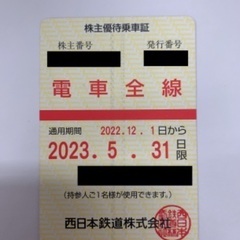 株主優待乗車証
株主番号 発行番号
電車全線
通用期間 2022.12. 1日から
2023. 5. 31日限
(持参人ご1名様が使用できます。)
西日本鉄道株式会社